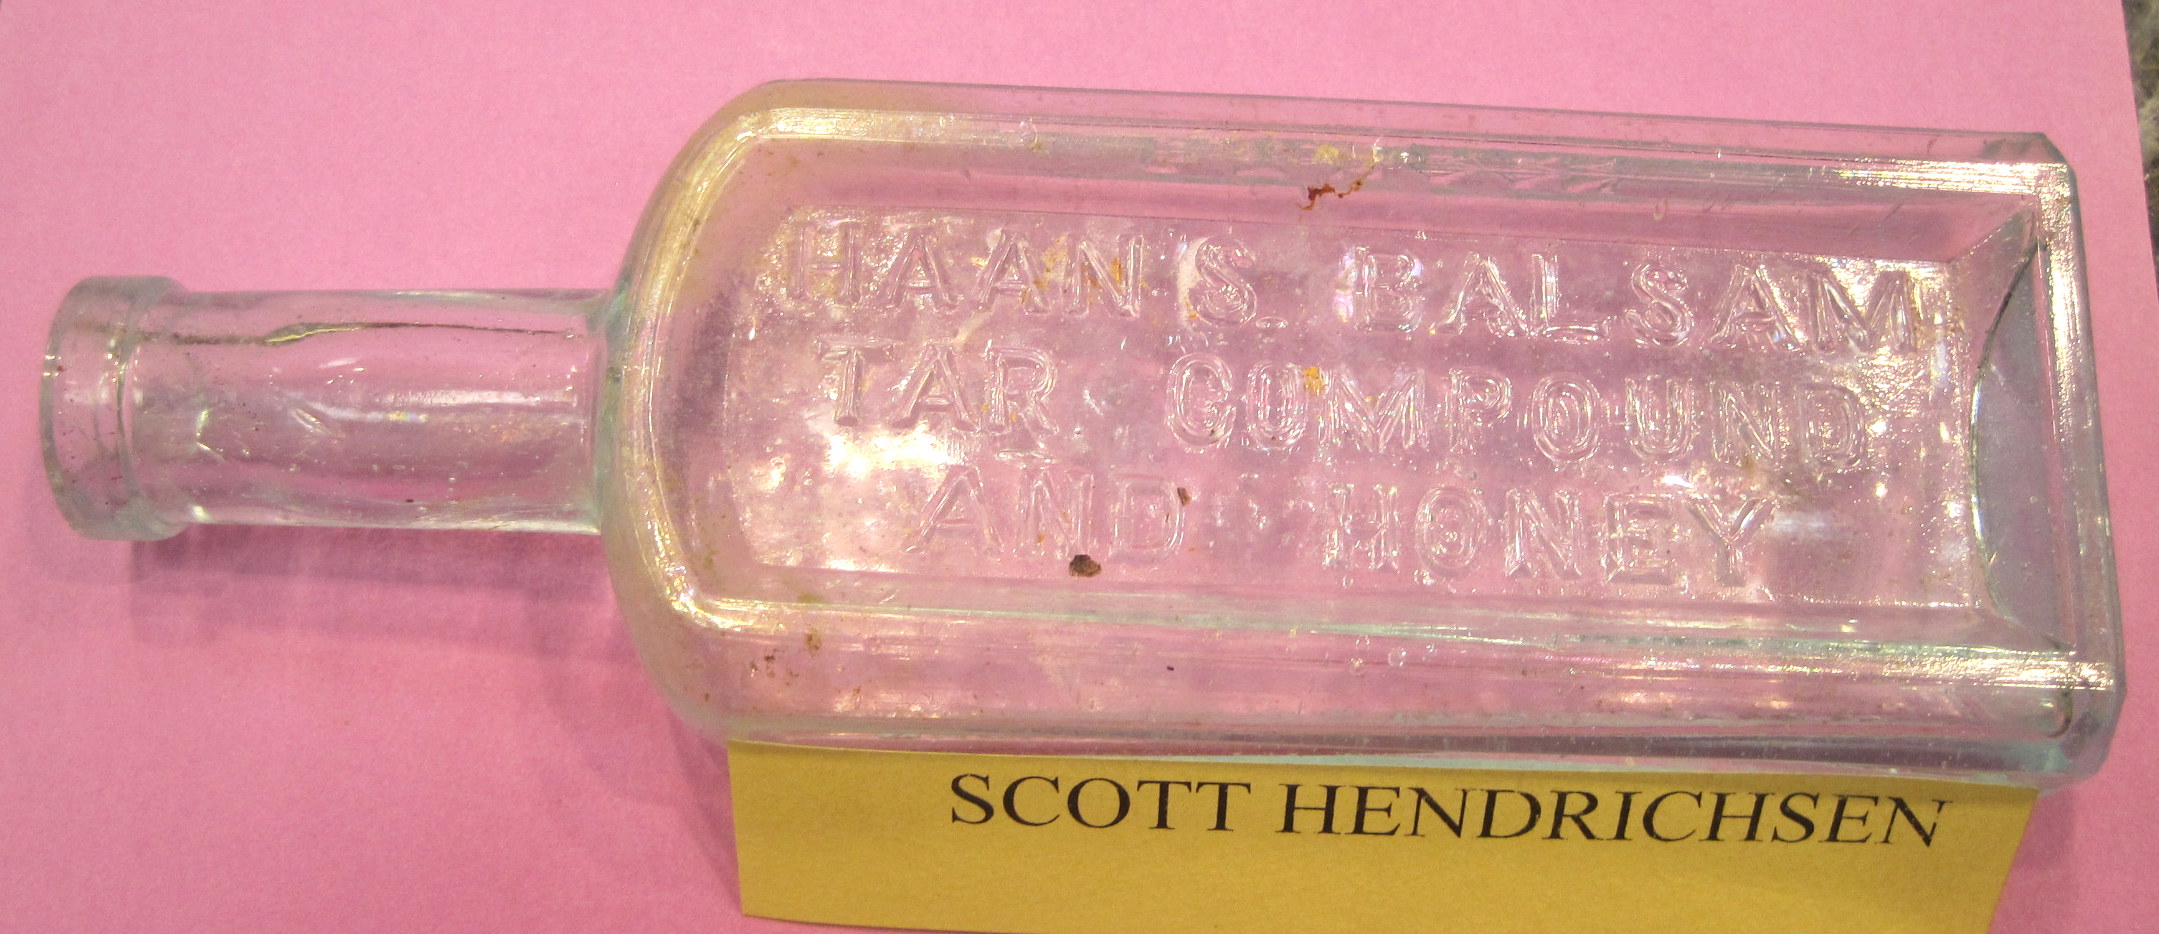 HAAN'S. BALSAM
TAR COMPOUND
AND HONEY
SCOTT HENDRICHSEN